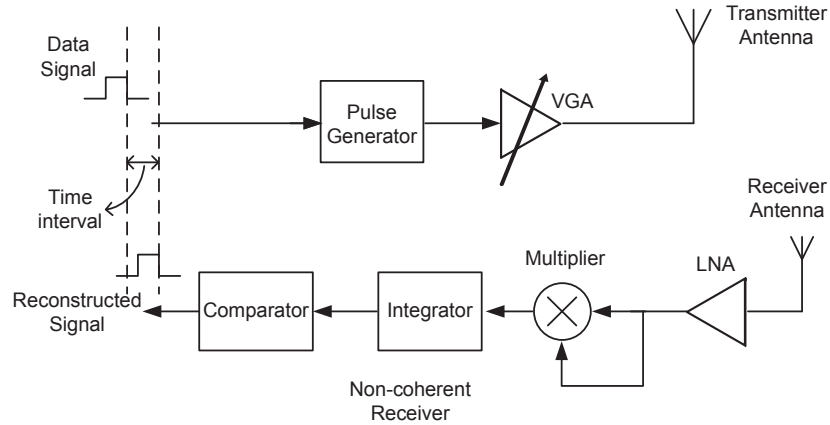 Transmitter
Antenna
Data
Signal
VGA
Pulse
Generator
Time
interval
Receiver
Antenna
Multiplier
LNA
Reconstructed
Signal
Comparator
Integrator
Non-coherent
Receiver